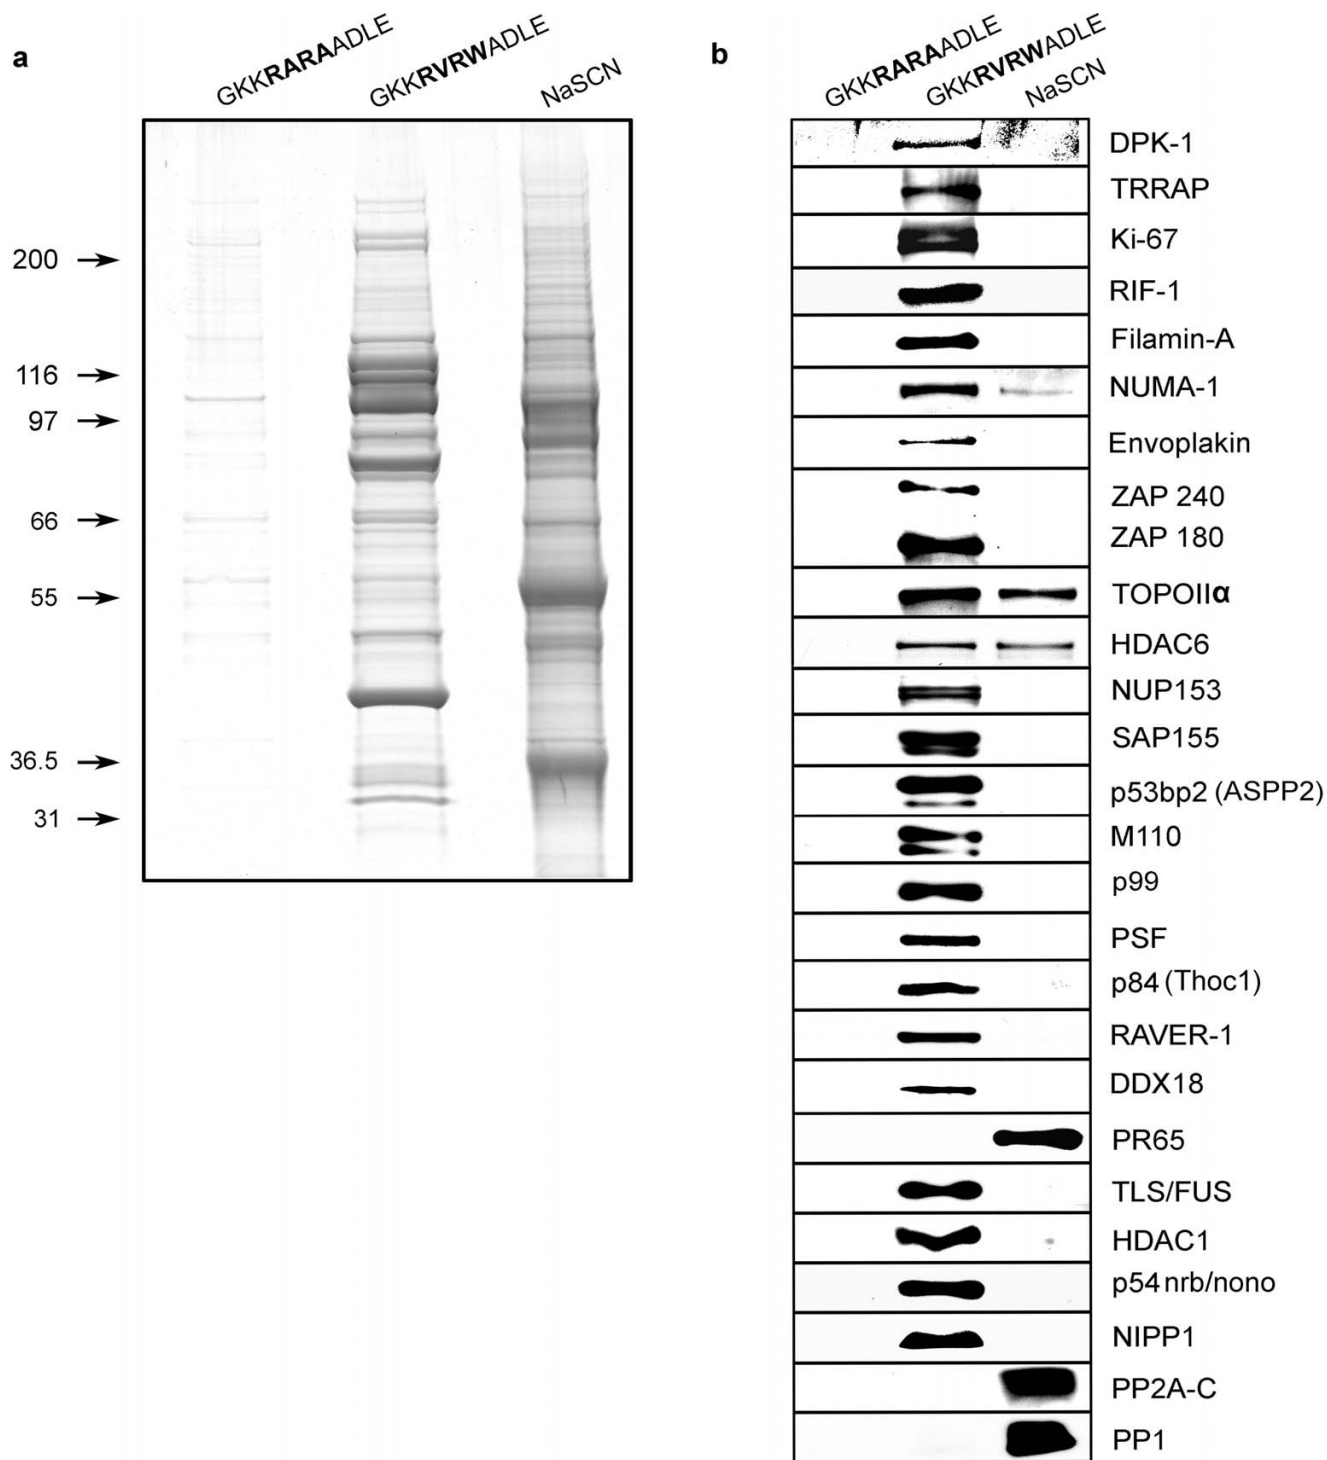 a
GKKRARAADLE
GKKRVRWADLE
NaSCN
200
116
97
66
55
36.5
31
b
GKKRARAADLE
GKKRVRWADLE
NaSCN
DPK-1
TRRAP
Ki-67
RIF-1
Filamin-A
NUMA-1
Envoplakin
ZAP 240
ZAP 180
TOPOIIα
HDAC6
NUP153
SAP155
p53bp2 (ASPP2)
M110
p99
PSF
p84 (Thoc1)
RAVER-1
DDX18
PR65
TLS/FUS
HDAC1
p54 nrb/nono
NIPP1
PP2A-C
PP1